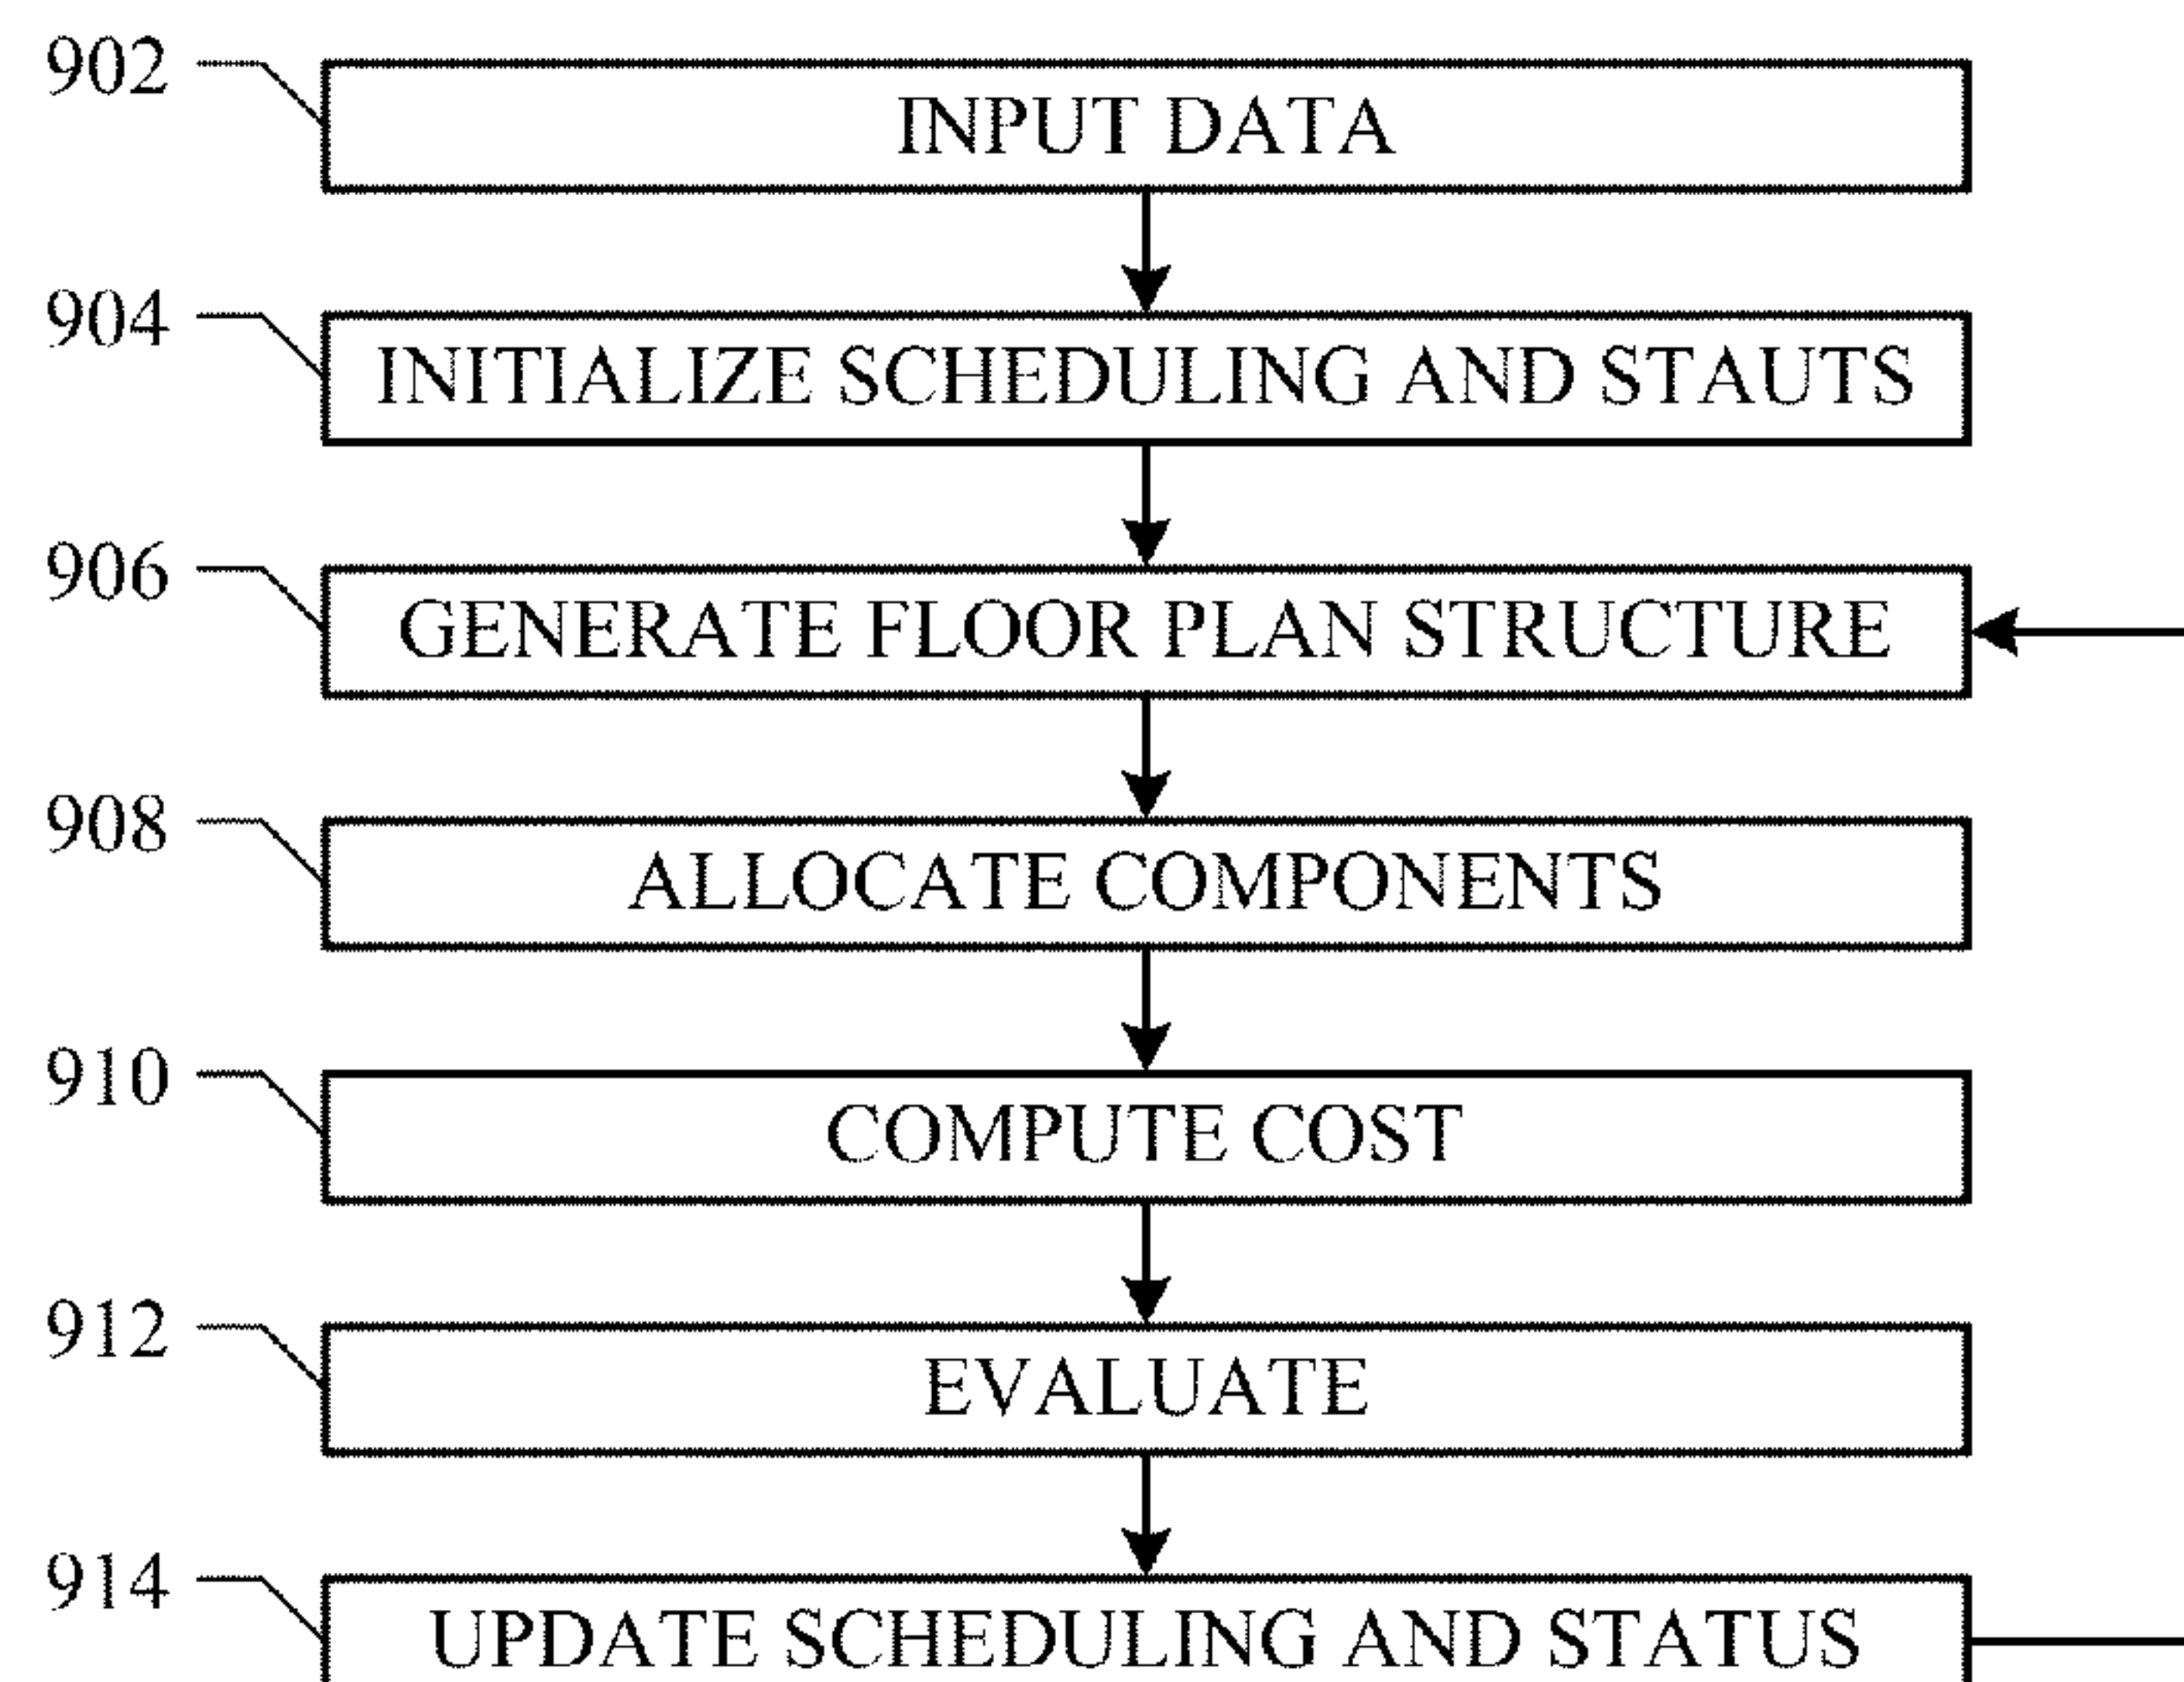 902
INPUT DATA
904
INITIALIZE SCHEDULING AND STAUTS
906
GENERATE FLOOR PLAN STRUCTURE
908
ALLOCATE COMPONENTS
910
COMPUTE COST
912
EVALUATE
914
UPDATE SCHEDULING AND STATUS